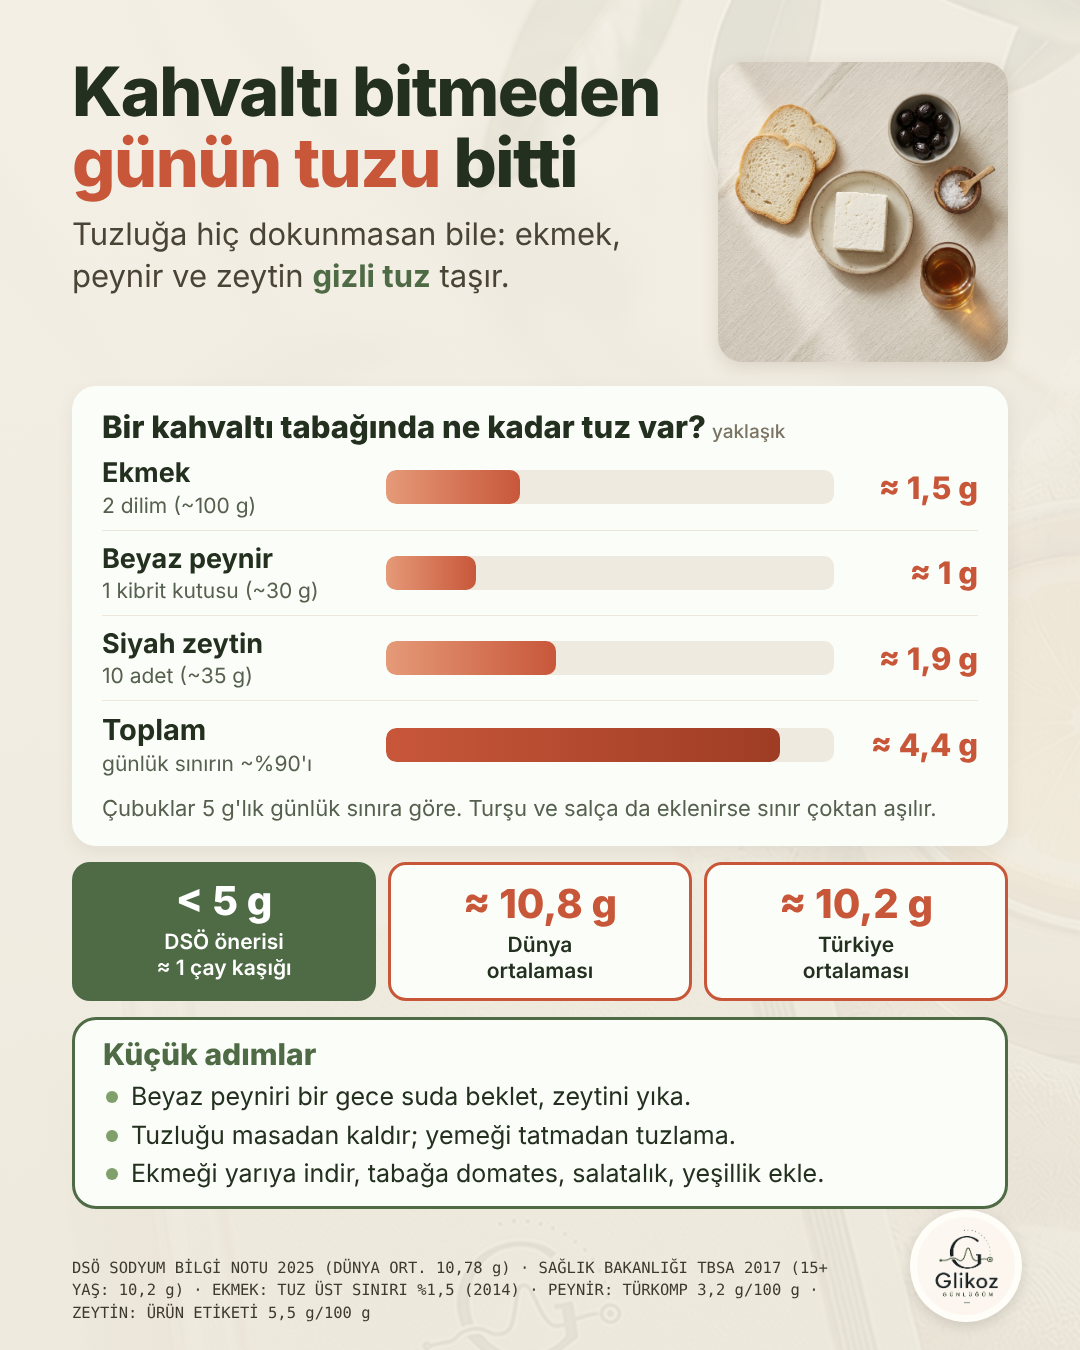 Kahvaltı bitmeden
günün tuzu bitti
Tuzluğa hiç dokunmasan bile: ekmek,
peynir ve zeytin gizli tuz taşır.
Bir kahvaltı tabağında ne kadar tuz var? yaklaşık
Ekmek
2 dilim (~100 g)
≈ 1,5 g
Beyaz peynir
1 kibrit kutusu (~30 g)
≈ 1 g
Siyah zeytin
10 adet (~35 g)
≈ 1,9 g
Toplam
günlük sınırın ~%90'ı
≈ 4,4 g
Çubuklar 5 g'lık günlük sınıra göre. Turşu ve salça da eklenirse sınır çoktan aşılır.
< 5 g
DSÖ önerisi
≈ 1 çay kaşığı
≈ 10,8 g
Dünya
ortalaması
≈ 10,2 g
Türkiye
ortalaması
Küçük adımlar
Beyaz peyniri bir gece suda beklet, zeytini yıka.
Tuzluğu masadan kaldır; yemeği tatmadan tuzlama.
Ekmeği yarıya indir, tabağa domates, salatalık, yeşillik ekle.
DSÖ SODYUM BİLGİ NOTU 2025 (DÜNYA ORT. 10,78 g) · SAĞLIK BAKANLIĞI TBSA 2017 (15+
YAŞ: 10,2 g) · EKMEK: TUZ ÜST SINIRI %1,5 (2014) · PEYNİR: TÜRKOMP 3,2 g/100 g ·
ZEYTİN: ÜRÜN ETİKETİ 5,5 g/100 g
Glikoz
GÜNLÜĞÜM